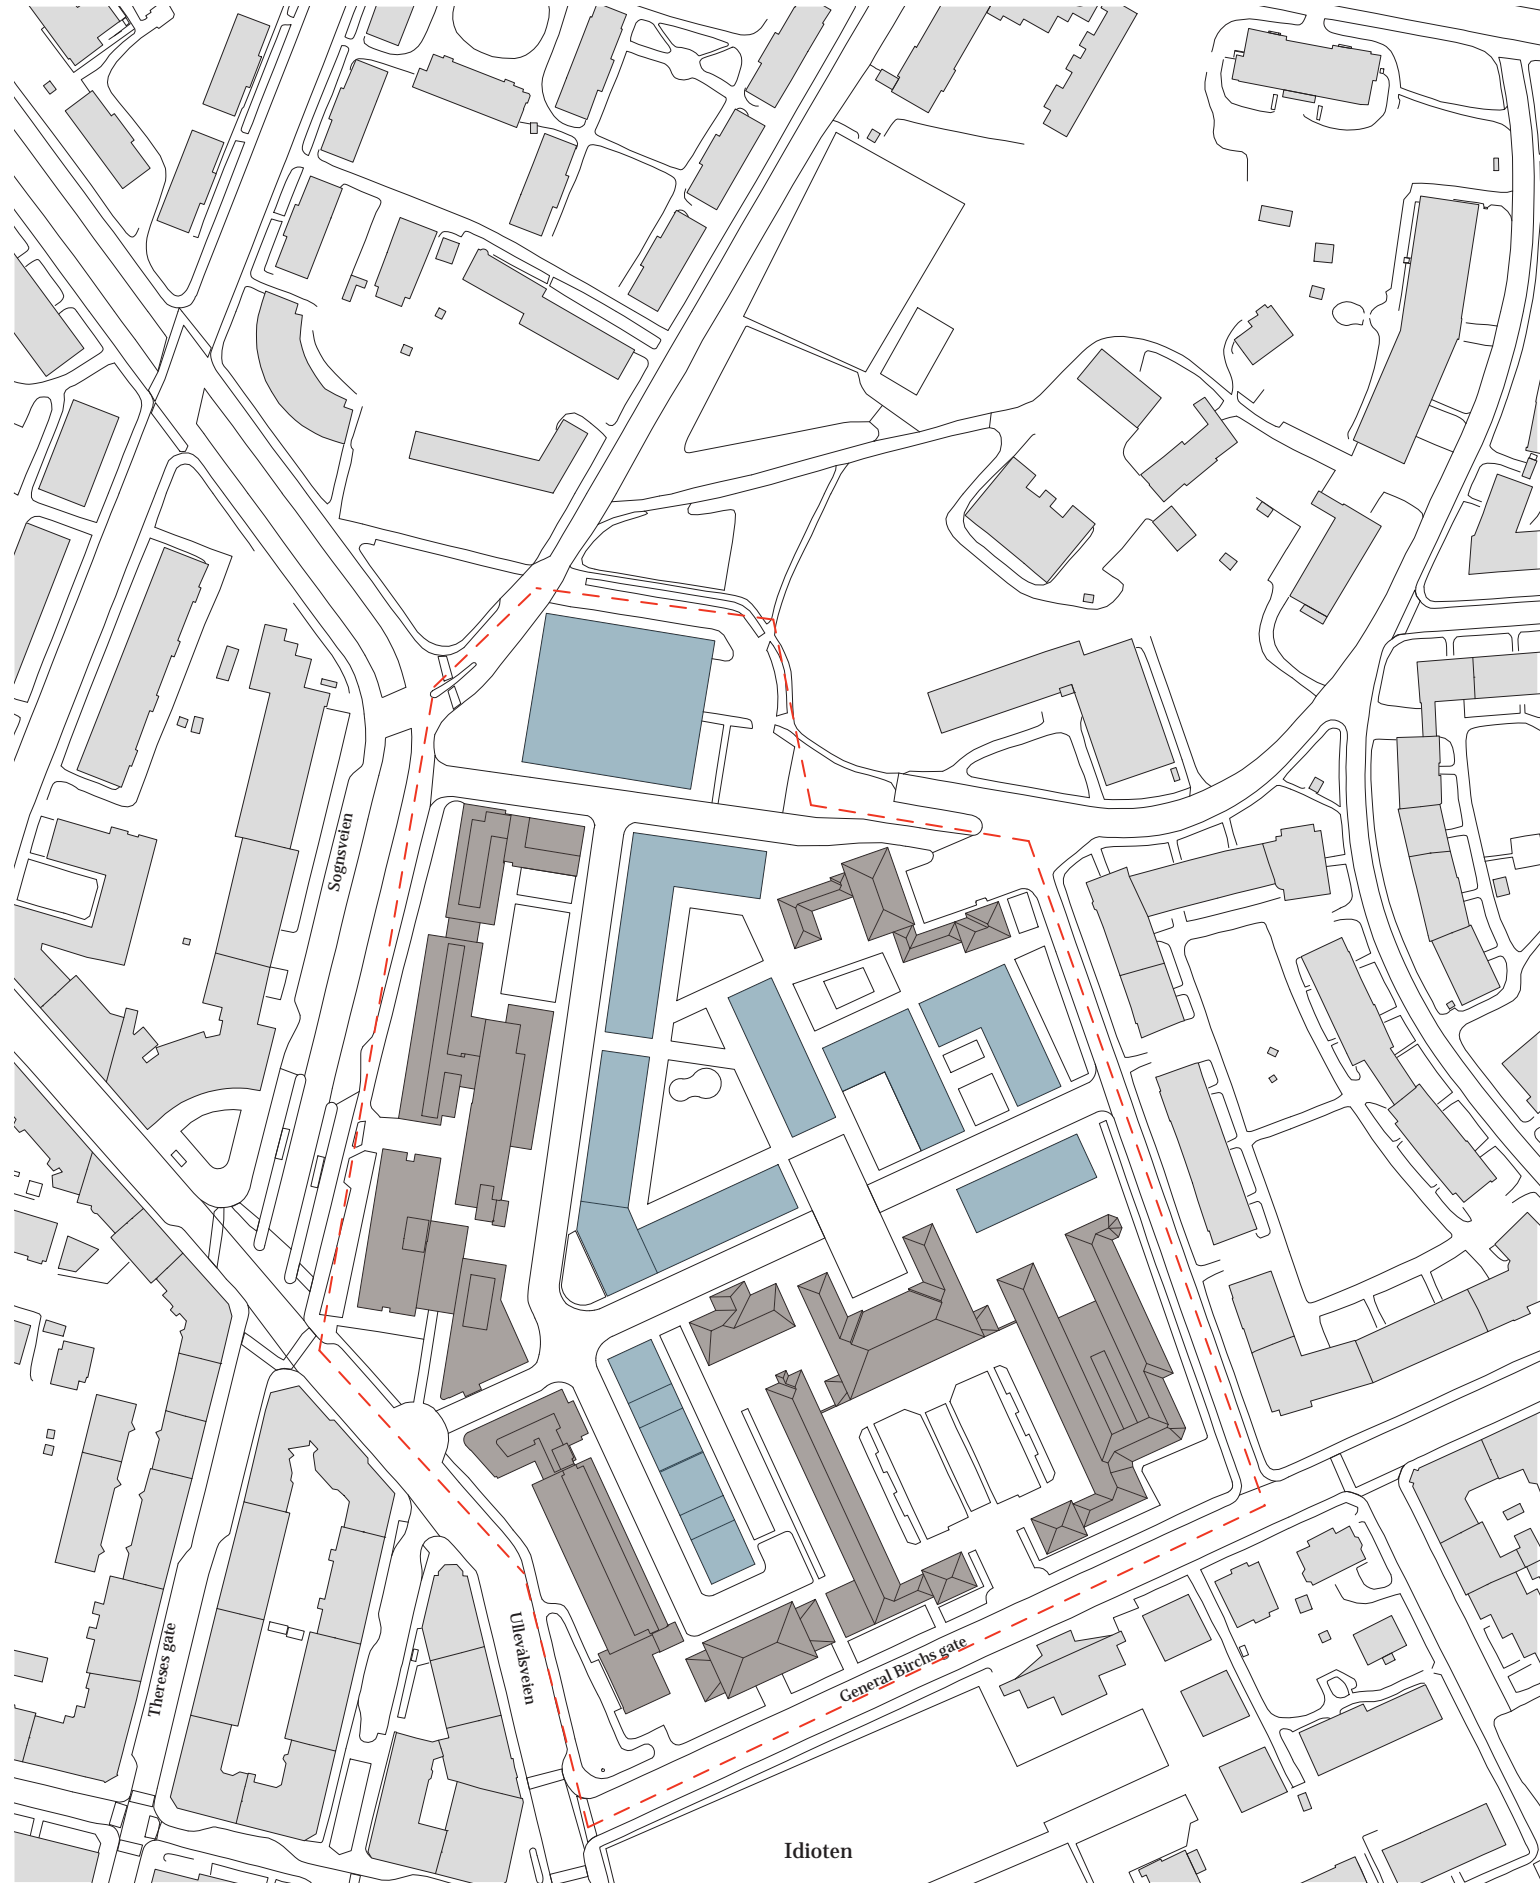 Sognsveien
Thereses gate
Ullevålsveien
General Birchs gate
Idioten